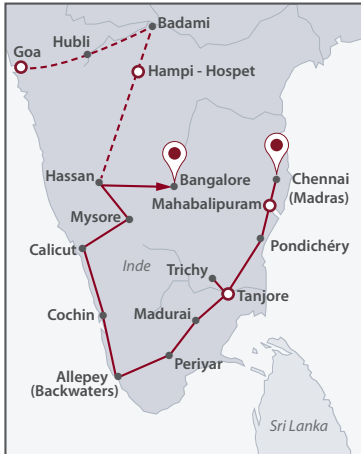 Badami
Hubli
Goa
Hampi - Hospet
Hassan
Bangalore
Chennai
(Madras)
Mahabalipuram
Mysore
Pondichéry
Calicut
Inde
Trichy
Tanjore
Cochin
Madurai
Periyar
Allepey
(Backwaters)
Sri Lanka